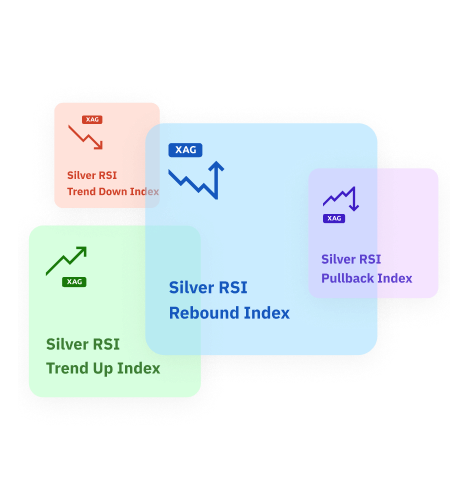 XAG
Silver RSI
Trend Down Index
XAG
Silver RSI
Rebound Index
XAG
Silver RSI
Pullback Index
XAG
Silver RSI
Trend Up Index